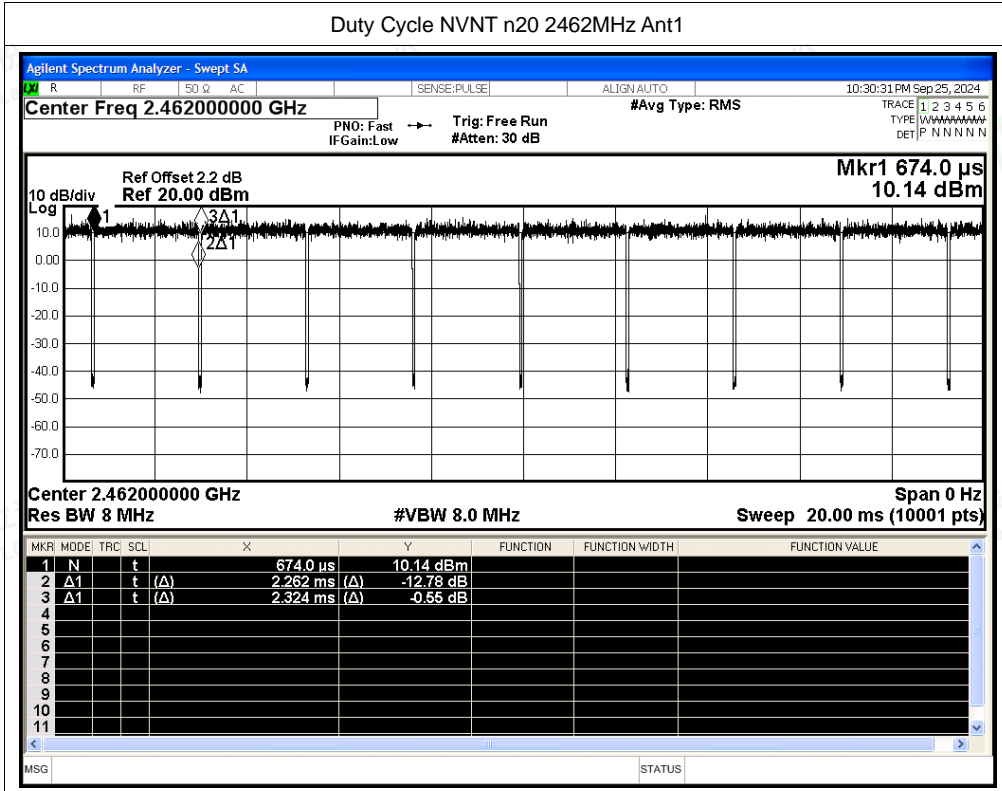 Duty Cycle NVNT n20 2462MHz Ant1
Agilent Spectrum Analyzer - Swept SA
LXI R RF 50 Ω AC SENSE:PULSE ALIGN AUTO 10:30:31 PM Sep 25, 2024
Center Freq 2.462000000 GHz #Avg Type: RMS TRACE 1 2 3 4 5 6
PNO: Fast Trig: Free Run TYPE W
IFGain:Low #Atten: 30 dB DET P N N N N N
Mkr1 674.0 µs
Ref Offset 2.2 dB
10 dB/div Ref 20.00 dBm 10.14 dBm
Log
1 3Δ1
10.0
2Δ1
0.00
-10.0
-20.0
-30.0
-40.0
-50.0
-60.0
-70.0
Center 2.462000000 GHz Span 0 Hz
Res BW 8 MHz #VBW 8.0 MHz Sweep 20.00 ms (10001 pts)
MKR MODE TRC SCL X Y FUNCTION FUNCTION WIDTH FUNCTION VALUE
1 N t 674.0 µs 10.14 dBm
2 Δ1 t (Δ) 2.262 ms (Δ) -12.78 dB
3 Δ1 t (Δ) 2.324 ms (Δ) -0.55 dB
4
5
6
7
8
9
10
11
MSG STATUS